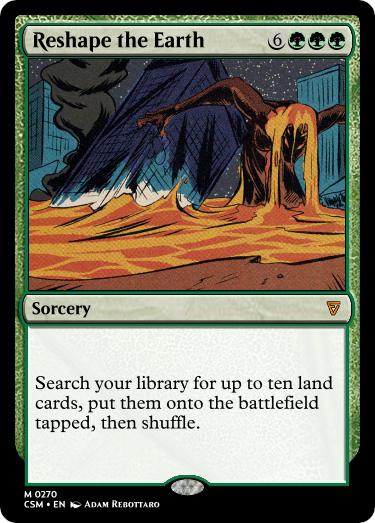 Reshape the Earth 6
Sorcery
Search your library for up to ten land
cards, put them onto the battlefield
tapped, then shuffle.
M 0270
CSM • EN Adam Rebottaro